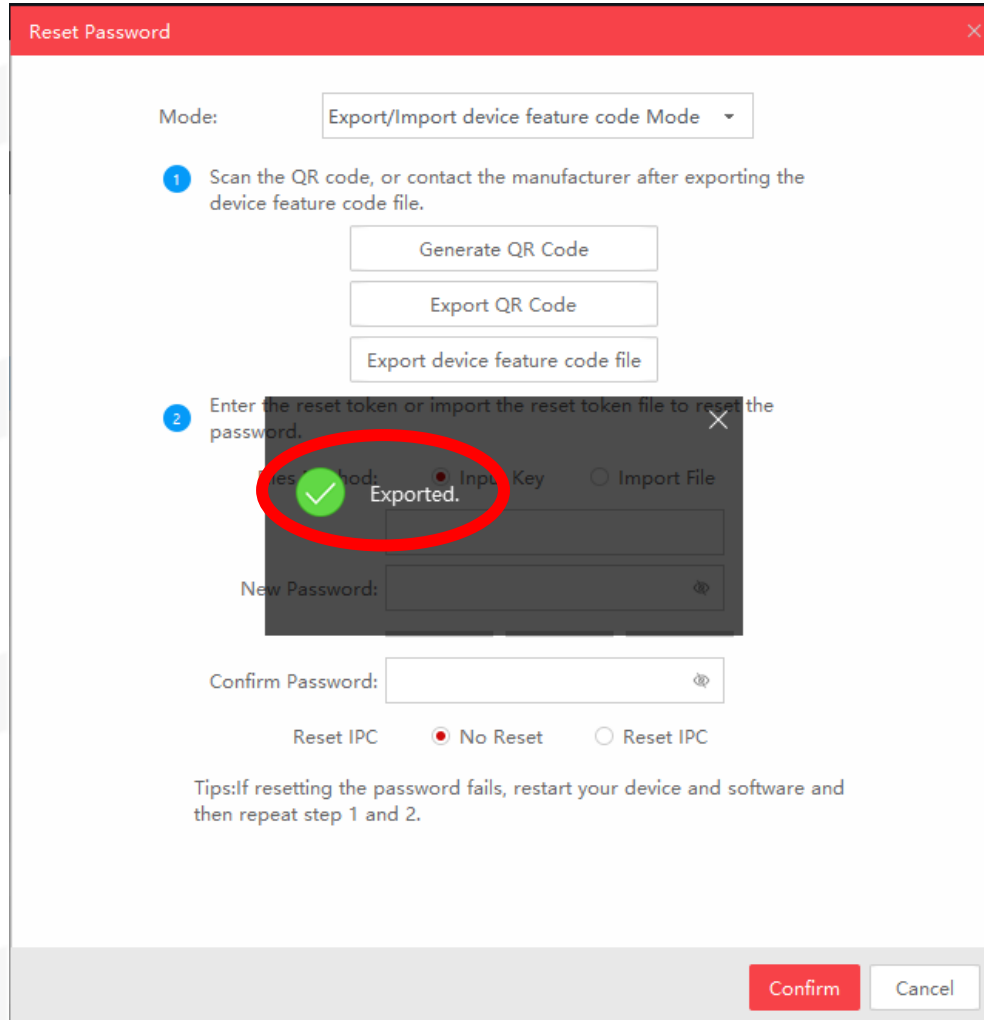 Reset Password
Mode: Export/Import device feature code Mode
1 Scan the QR code, or contact the manufacturer after exporting the
device feature code file.
Generate QR Code
Export QR Code
Export device feature code file
2 Enter the reset token or import the reset token file to reset the
password.
Method: Input Key Import File
Exported.
New Password:
Confirm Password:
Reset IPC No Reset Reset IPC
Tips:If resetting the password fails, restart your device and software and
then repeat step 1 and 2.
Confirm Cancel